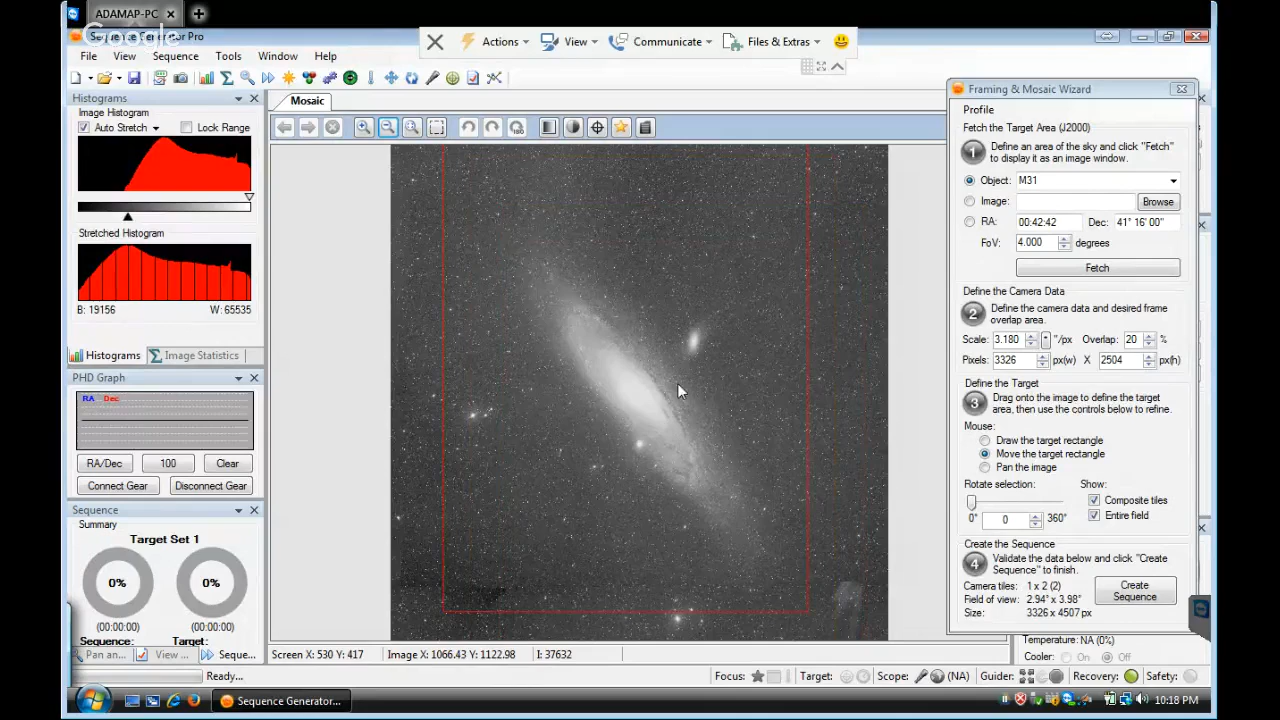 ADAMAP-PC
Google
Sequence Generator Pro
Actions
View
Communicate
Files & Extras
File View Sequence Tools Window Help
Histograms
Image Histogram
Auto Stretch
Lock Range
Stretched Histogram
B: 19156
W: 65535
Histograms
Image Statistics
PHD Graph
RA Dec
RA/Dec
100
Clear
Connect Gear
Disconnect Gear
Sequence
Summary
Target Set 1
0%
0%
(00:00:00)
(00:00:00)
Sequence:
Target:
Pan an...
View ...
Seque...
Mosaic
100
Framing & Mosaic Wizard
Profile
Fetch the Target Area (J2000)
1
Define an area of the sky and click "Fetch"
to display it as an image window.
Object: M31
Image:
Browse
RA: 00:42:42 Dec: 41° 16' 00"
FoV: 4.000 degrees
Fetch
Define the Camera Data
2
Define the camera data and desired frame
overlap area.
Scale: 3.180 "/px Overlap: 20 %
Pixels: 3326 px(w) X 2504 px(h)
Define the Target
3
Drag onto the image to define the target
area, then use the controls below to refine.
Mouse:
Draw the target rectangle
Move the target rectangle
Pan the image
Rotate selection:
Show:
Composite tiles
0° 0 360°
Entire field
Create the Sequence
4
Validate the data below and click "Create
Sequence" to finish.
Camera tiles: 1 x 2 (2)
Field of view: 2.94° x 3.98°
Size: 3326 x 4507 px
Create
Sequence
Temperature: NA (0%)
Cooler: On Off
Screen X: 530 Y: 417
Image X: 1066.43 Y: 1122.98
I: 37632
Ready...
Focus:
Target:
Scope: (NA)
Guider:
Recovery:
Safety:
Sequence Generator...
10:18 PM